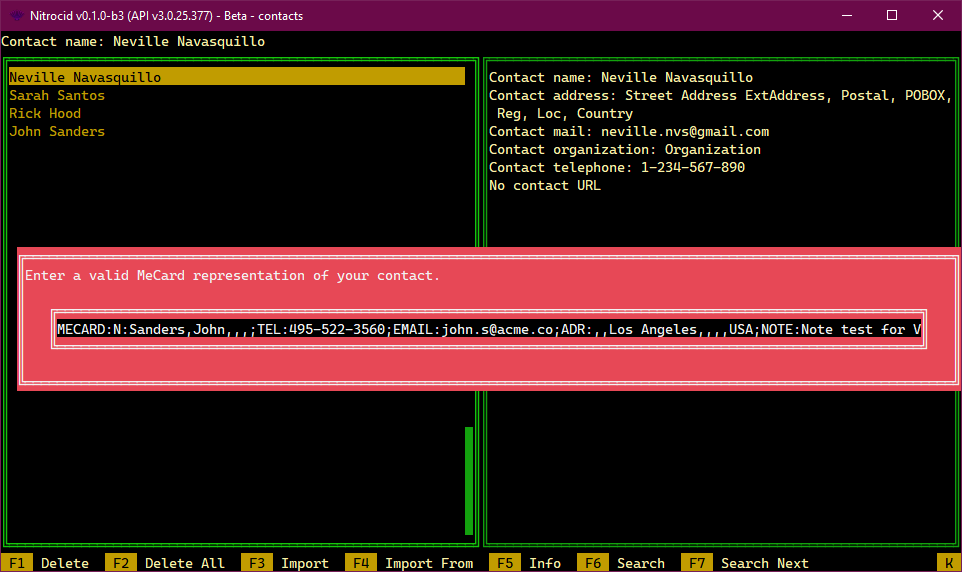 Nitrocid v0.1.0-b3 (API v3.0.25.377) - Beta - contacts
Contact name: Neville Navasquillo
Neville Navasquillo
Sarah Santos
Rick Hood
John Sanders
Contact name: Neville Navasquillo
Contact address: Street Address ExtAddress, Postal, POBOX,
Reg, Loc, Country
Contact mail: neville.nvs@gmail.com
Contact organization: Organization
Contact telephone: 1-234-567-890
No contact URL
Enter a valid MeCard representation of your contact.
MECARD:N:Sanders,John,,,;TEL:495-522-3560;EMAIL:john.s@acme.co;ADR:,,Los Angeles,,,,USA;NOTE:Note test for V
F1 Delete F2 Delete All F3 Import F4 Import From F5 Info F6 Search F7 Search Next K